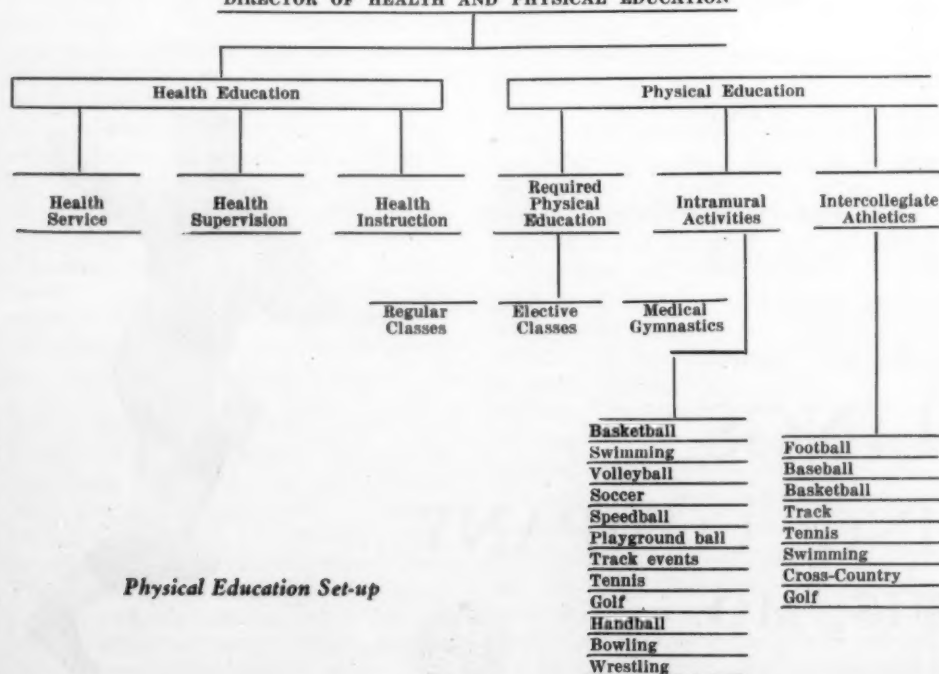 DIRECTOR OF HEALTH AND PHYSICAL EDUCATION
Health Education
Physical Education
Health
Service
Health
Supervision
Health
Instruction
Required
Physical
Education
Intramural
Activities
Intercollegiate
Athletics
Regular
Classes
Elective
Classes
Medical
Gymnastics
Basketball
Swimming
Volleyball
Soccer
Speedball
Playground ball
Track events
Tennis
Golf
Handball
Bowling
Wrestling
Football
Baseball
Basketball
Track
Tennis
Swimming
Cross-Country
Golf
Physical Education Set-up